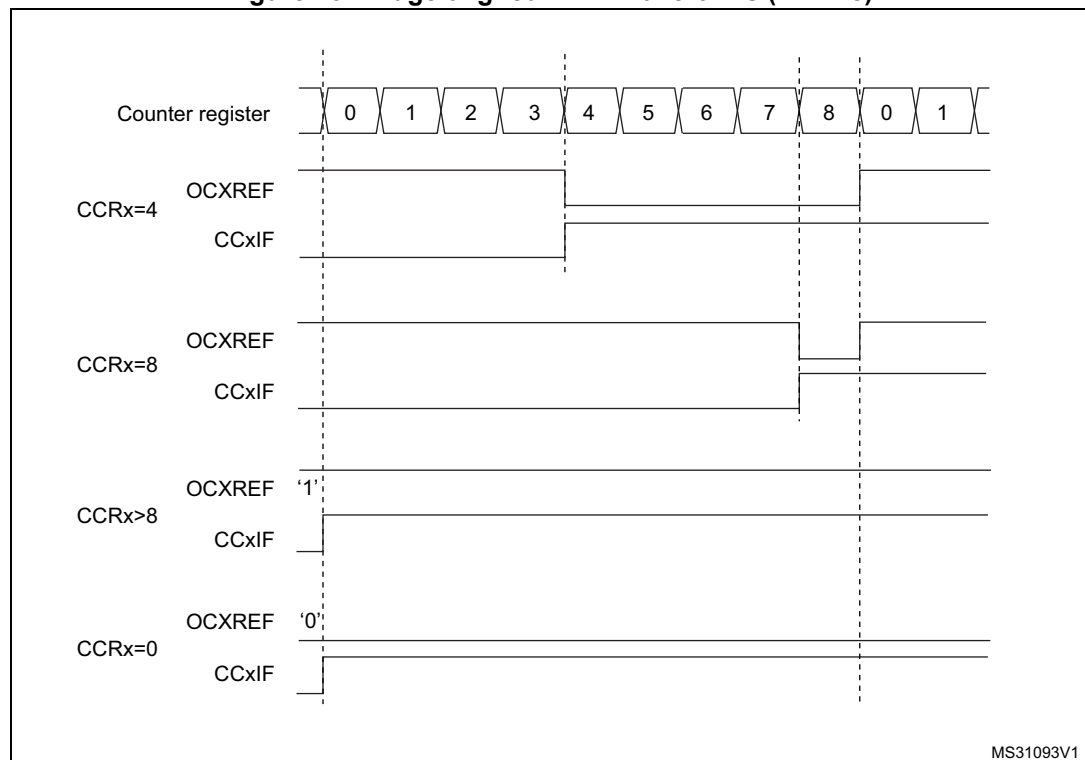 Counter register 0 1 2 3 4 5 6 7 8 0 1
OCXREF
CCRx=4
CCxIF
OCXREF
CCRx=8
CCxIF
OCXREF '1'
CCRx>8
CCxIF
OCXREF '0'
CCRx=0
CCxIF
MS31093V1